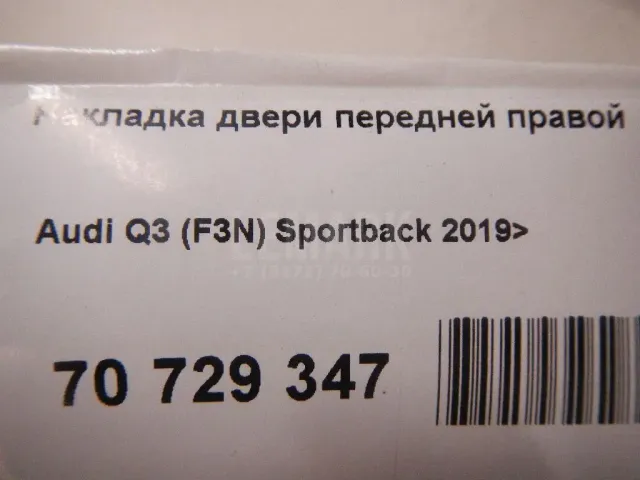 Накладка двери передней правой
Audi Q3 (F3N) Sportback 2019>
70 729 347